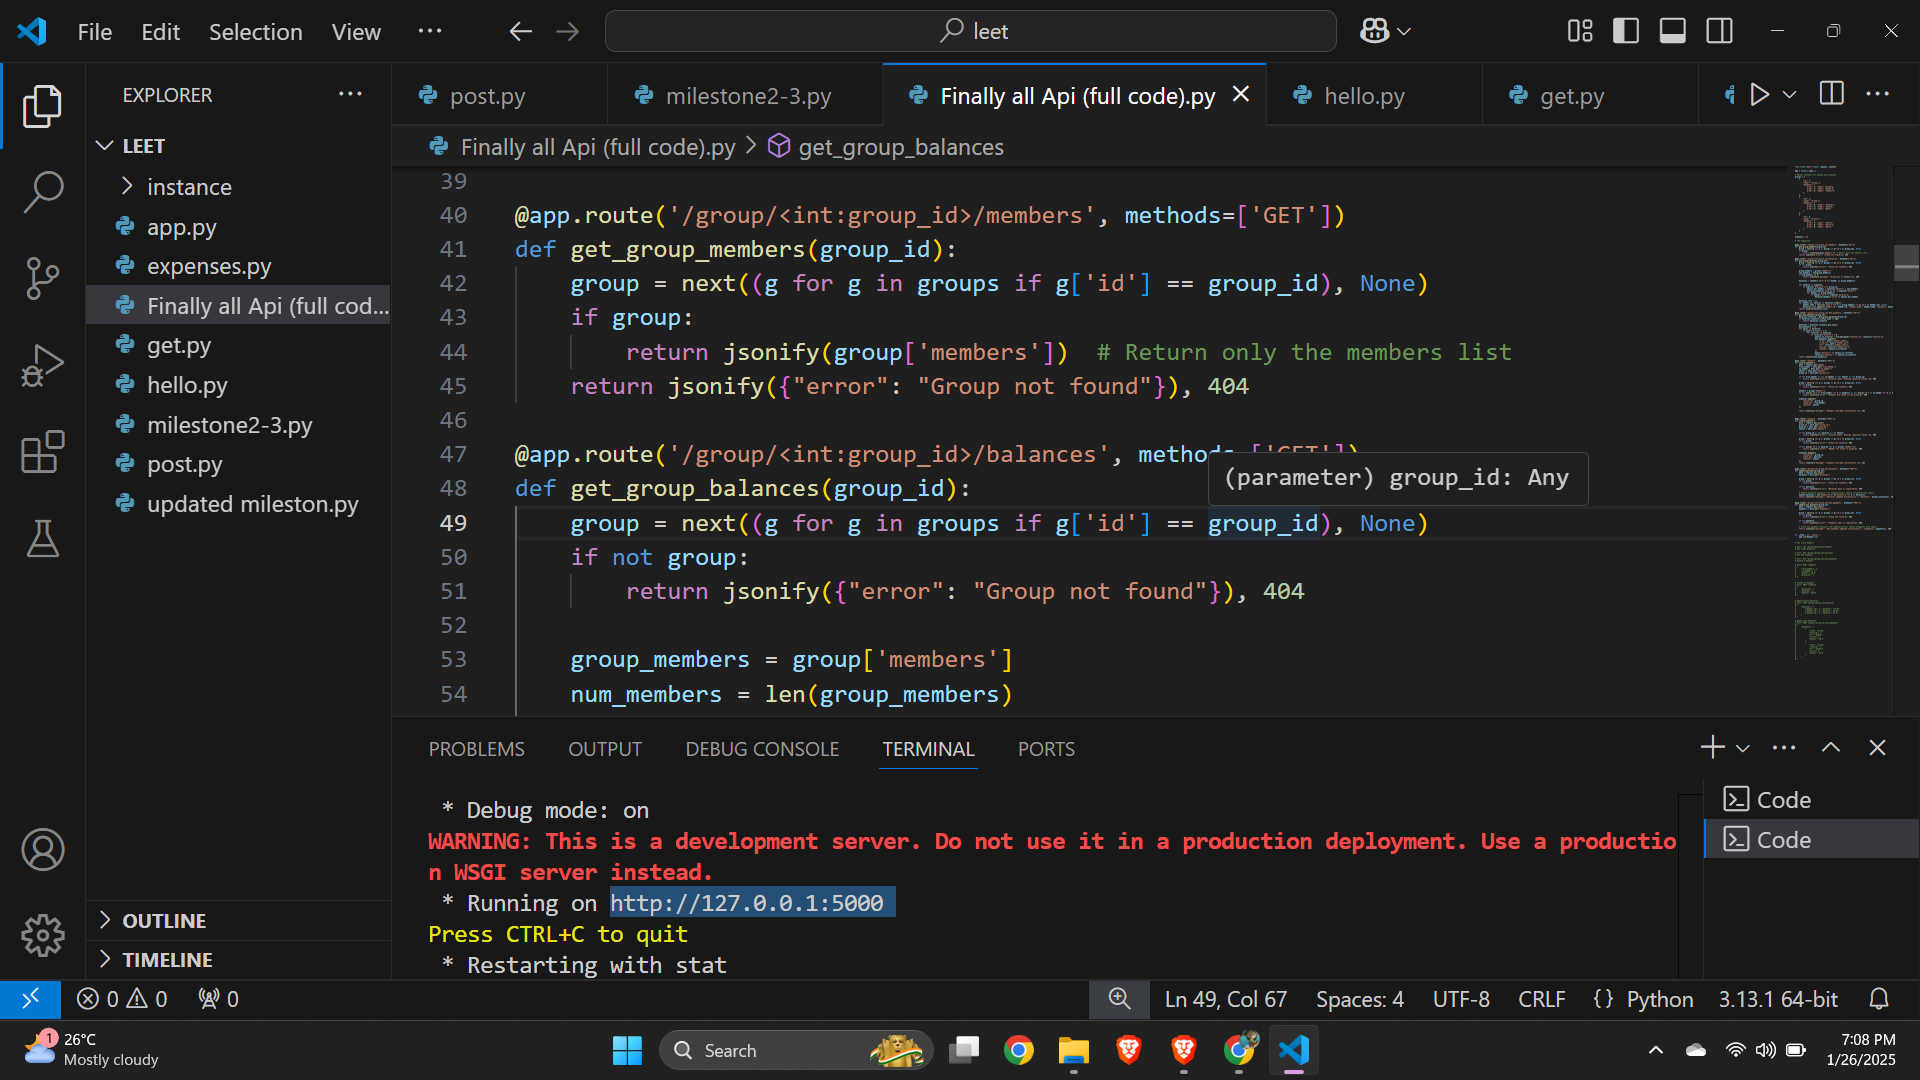 File Edit Selection View ···
leet
EXPLORER ···
LEET
instance
app.py
expenses.py
Finally all Api (full cod...
get.py
hello.py
milestone2-3.py
post.py
updated mileston.py
OUTLINE
TIMELINE
post.py milestone2-3.py Finally all Api (full code).py hello.py get.py
Finally all Api (full code).py > get_group_balances
39
40 @app.route('/group/<int:group_id>/members', methods=['GET'])
41 def get_group_members(group_id):
42 group = next((g for g in groups if g['id'] == group_id), None)
43 if group:
44 return jsonify(group['members']) # Return only the members list
45 return jsonify({"error": "Group not found"}), 404
46
47 @app.route('/group/<int:group_id>/balances', methods=['GET'])
(parameter) group_id: Any
48 def get_group_balances(group_id):
49 group = next((g for g in groups if g['id'] == group_id), None)
50 if not group:
51 return jsonify({"error": "Group not found"}), 404
52
53 group_members = group['members']
54 num_members = len(group_members)
PROBLEMS OUTPUT DEBUG CONSOLE TERMINAL PORTS
* Debug mode: on
WARNING: This is a development server. Do not use it in a production deployment. Use a productio
n WSGI server instead.
* Running on http://127.0.0.1:5000
Press CTRL+C to quit
* Restarting with stat
Code
Code
0 0 0 Ln 49, Col 67 Spaces: 4 UTF-8 CRLF {} Python 3.13.1 64-bit
1
26°C
Mostly cloudy
Search
7:08 PM
1/26/2025